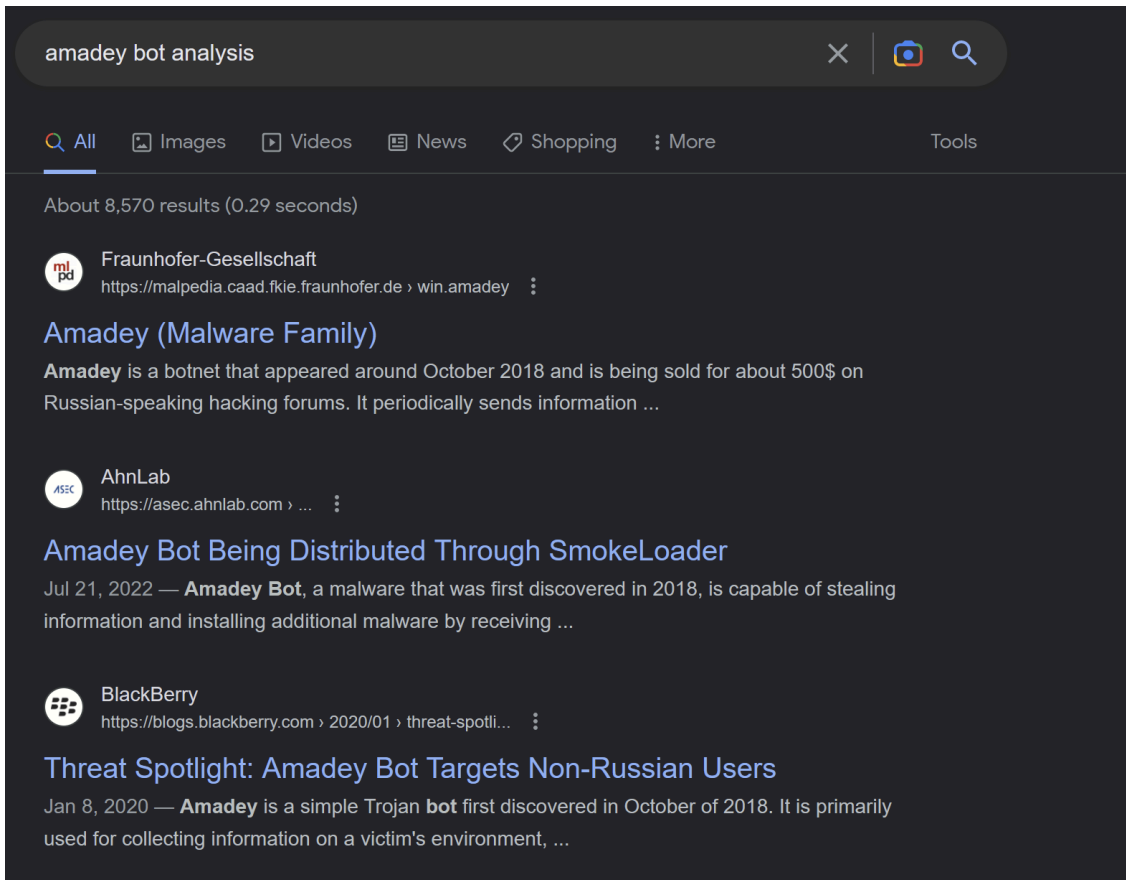 amadey bot analysis
All Images Videos News Shopping More Tools
About 8,570 results (0.29 seconds)
ml pd
Fraunhofer-Gesellschaft
https://malpedia.caad.fkie.fraunhofer.de › win.amadey
Amadey (Malware Family)
Amadey is a botnet that appeared around October 2018 and is being sold for about 500$ on
Russian-speaking hacking forums. It periodically sends information ...
ASEC
AhnLab
https://asec.ahnlab.com › ...
Amadey Bot Being Distributed Through SmokeLoader
Jul 21, 2022 — Amadey Bot, a malware that was first discovered in 2018, is capable of stealing
information and installing additional malware by receiving ...
BlackBerry
https://blogs.blackberry.com › 2020/01 › threat-spotli...
Threat Spotlight: Amadey Bot Targets Non-Russian Users
Jan 8, 2020 — Amadey is a simple Trojan bot first discovered in October of 2018. It is primarily
used for collecting information on a victim's environment, ...